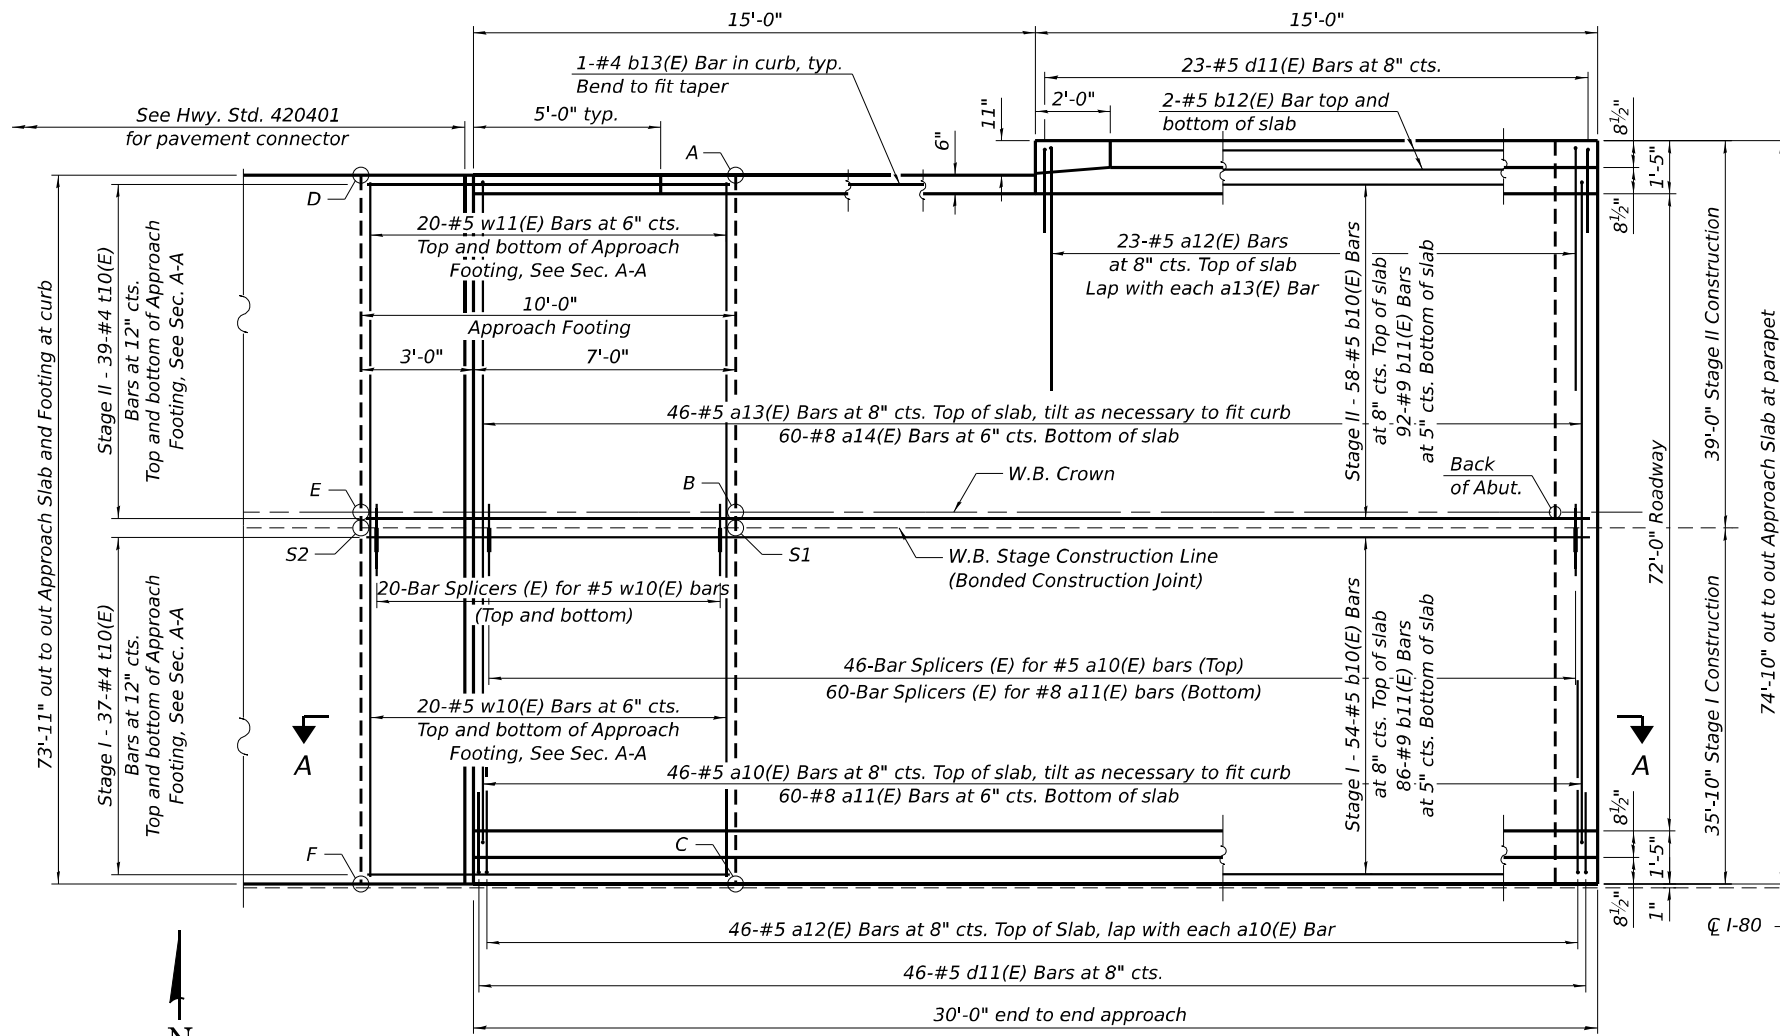 15'-0"
15'-0"
1-#4 b13(E) Bar in curb, typ.
Bend to fit taper
23-#5 d11(E) Bars at 8" cts.
2'-0"
2-#5 b12(E) Bar top and
bottom of slab
See Hwy. Std. 420401
for pavement connector
5'-0" typ.
11"
6"
8½"
1'-5"
8½"
A
D
20-#5 w11(E) Bars at 6" cts.
Top and bottom of Approach
Footing, See Sec. A-A
10'-0"
Approach Footing
3'-0"
7'-0"
23-#5 a12(E) Bars
at 8" cts. Top of slab
Lap with each a13(E) Bar
Stage II - 58-#5 b10(E) Bars
at 8" cts. Top of slab
92-#9 b11(E) Bars
at 5" cts. Bottom of slab
73'-11" out to out Approach Slab and Footing at curb
Stage II - 39-#4 t10(E)
Bars at 12" cts.
Top and bottom of Approach
Footing, See Sec. A-A
39'-0" Stage II Construction
72'-0" Roadway
74'-10" out to out Approach Slab at parapet
46-#5 a13(E) Bars at 8" cts. Top of slab, tilt as necessary to fit curb
60-#8 a14(E) Bars at 6" cts. Bottom of slab
W.B. Crown
Back
of Abut.
E
B
S2
S1
W.B. Stage Construction Line
(Bonded Construction Joint)
20-Bar Splicers (E) for #5 w10(E) bars
(Top and bottom)
Stage I - 37-#4 t10(E)
Bars at 12" cts.
Top and bottom of Approach
Footing, See Sec. A-A
46-Bar Splicers (E) for #5 a10(E) bars (Top)
60-Bar Splicers (E) for #8 a11(E) bars (Bottom)
Stage I - 54-#5 b10(E) Bars
at 8" cts. Top of slab
86-#9 b11(E) Bars
at 5" cts. Bottom of slab
35'-10" Stage I Construction
20-#5 w10(E) Bars at 6" cts.
Top and bottom of Approach
Footing, See Sec. A-A
A
A
46-#5 a10(E) Bars at 8" cts. Top of slab, tilt as necessary to fit curb
60-#8 a11(E) Bars at 6" cts. Bottom of slab
8½"
1'-5"
8½"
1"
F
C
46-#5 a12(E) Bars at 8" cts. Top of Slab, lap with each a10(E) Bar
℄ I-80
46-#5 d11(E) Bars at 8" cts.
30'-0" end to end approach
N